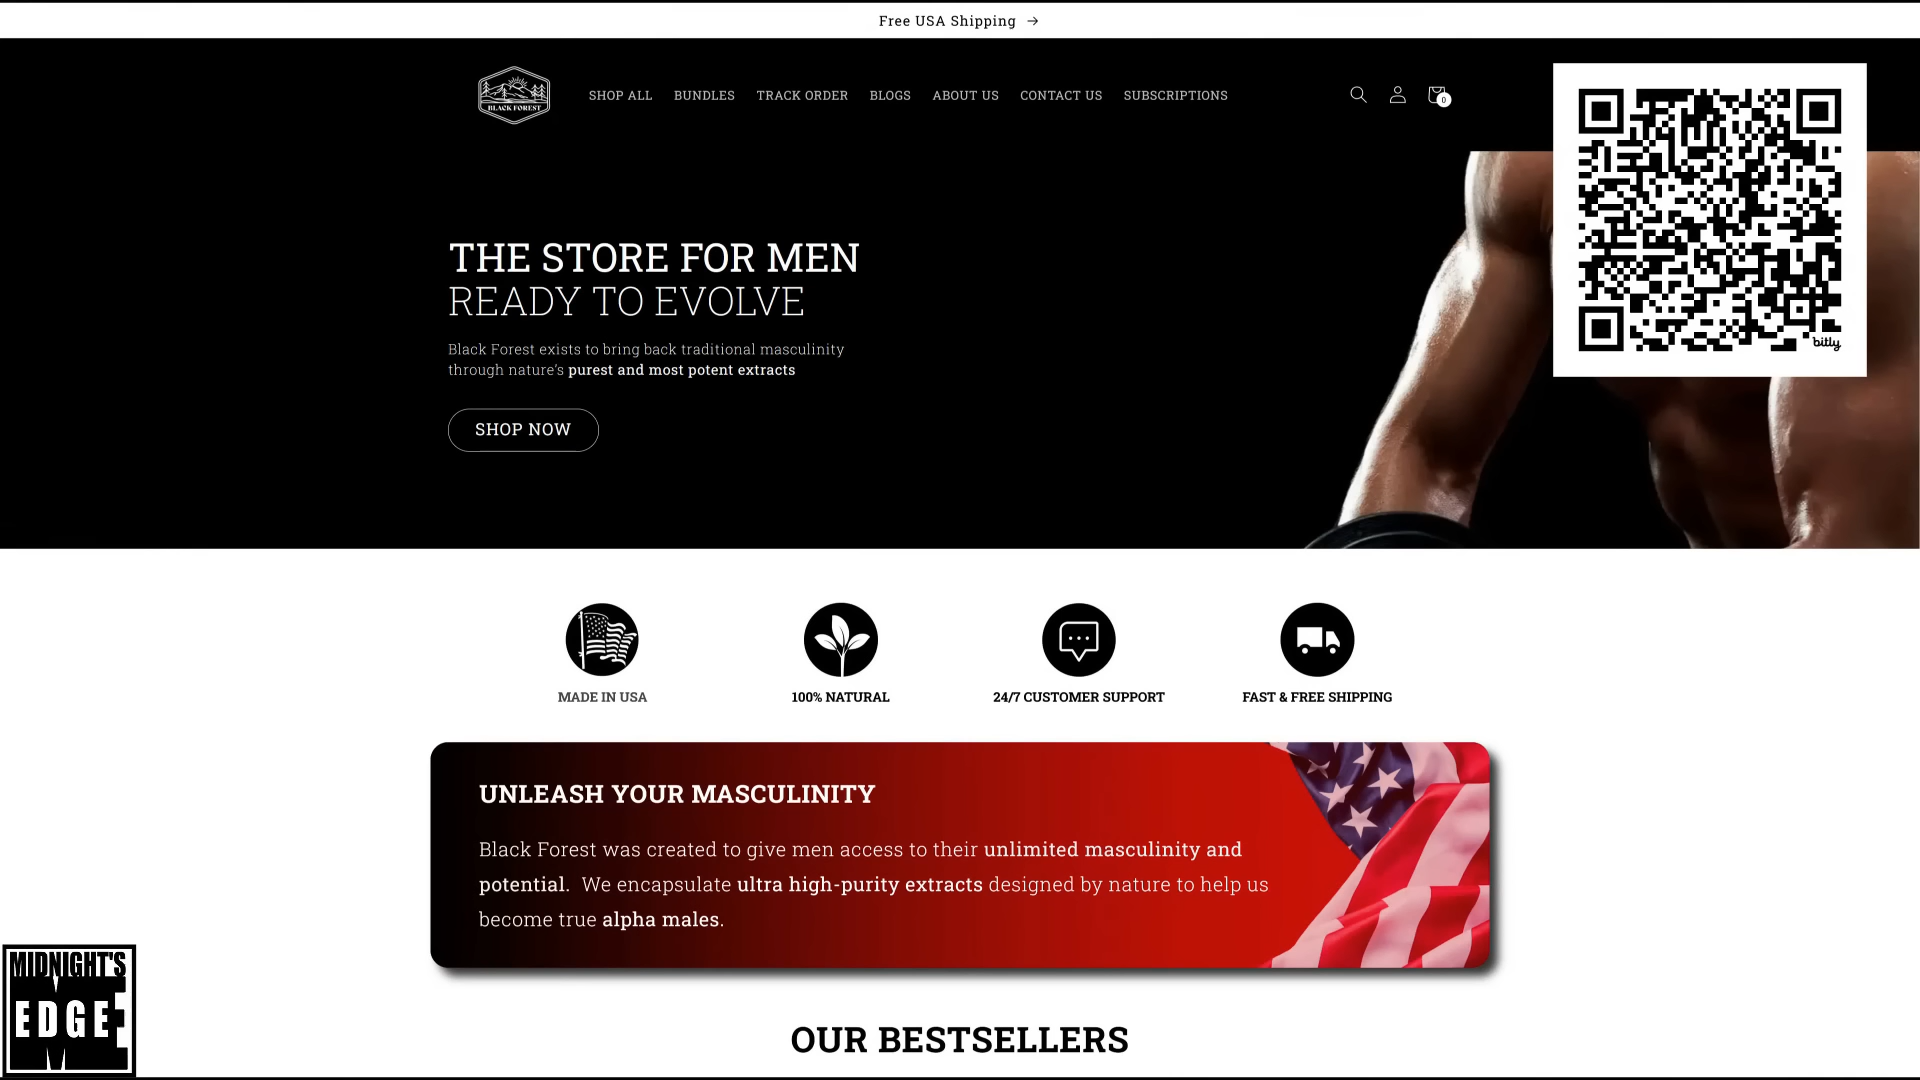 Free USA Shipping →
BLACK FOREST
SHOP ALL BUNDLES TRACK ORDER BLOGS ABOUT US CONTACT US SUBSCRIPTIONS
0
bitly
THE STORE FOR MEN
READY TO EVOLVE
Black Forest exists to bring back traditional masculinity
through nature's purest and most potent extracts
SHOP NOW
MADE IN USA
100% NATURAL
24/7 CUSTOMER SUPPORT
FAST & FREE SHIPPING
UNLEASH YOUR MASCULINITY
Black Forest was created to give men access to their unlimited masculinity and
potential. We encapsulate ultra high-purity extracts designed by nature to help us
become true alpha males.
MIDNIGHT'S
EDGE
OUR BESTSELLERS